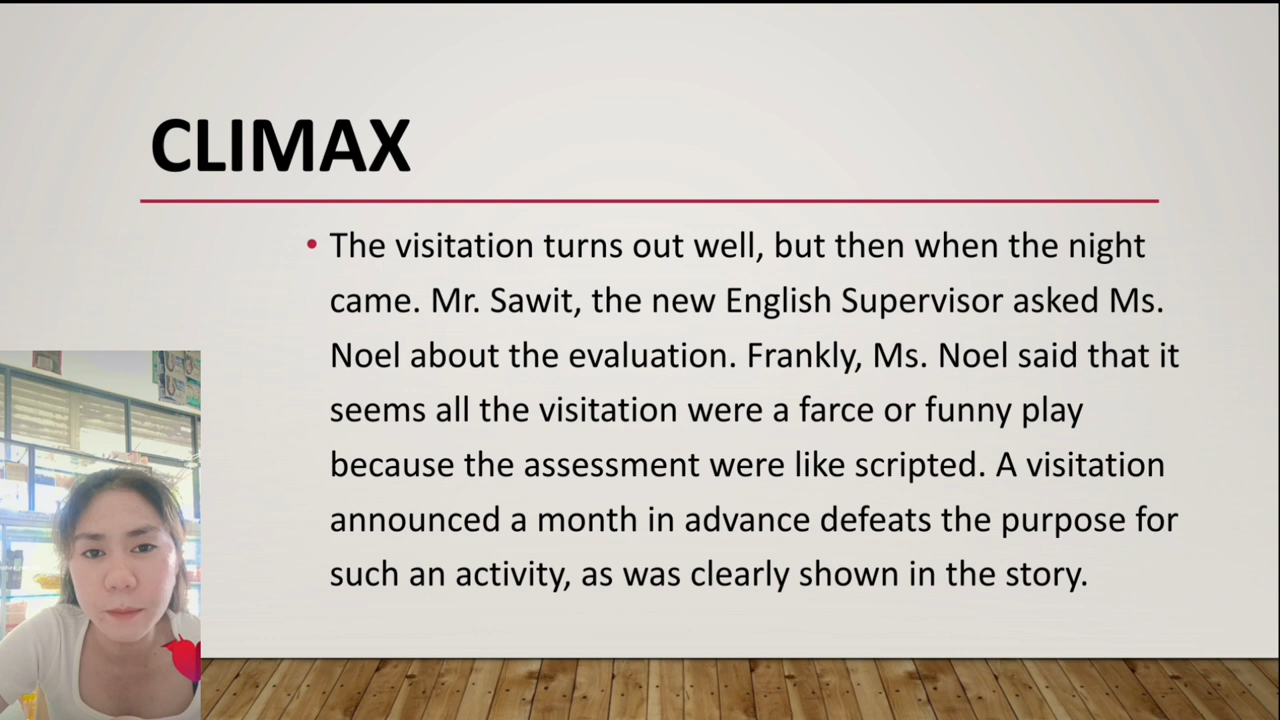 CLIMAX
• The visitation turns out well, but then when the night
came. Mr. Sawit, the new English Supervisor asked Ms.
Noel about the evaluation. Frankly, Ms. Noel said that it
seems all the visitation were a farce or funny play
because the assessment were like scripted. A visitation
announced a month in advance defeats the purpose for
such an activity, as was clearly shown in the story.